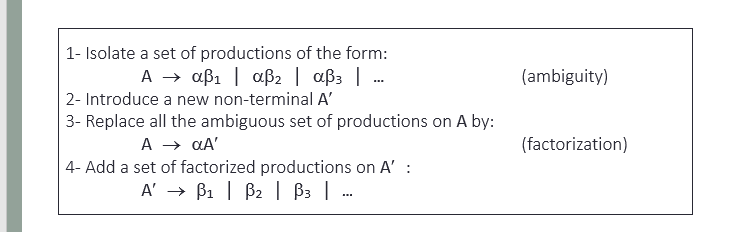 1- Isolate a set of productions of the form:
A → αβ₁ | αβ₂ | αβ₃ | … (ambiguity)
2- Introduce a new non-terminal A′
3- Replace all the ambiguous set of productions on A by:
A → αA′ (factorization)
4- Add a set of factorized productions on A′ :
A′ → β₁ | β₂ | β₃ | …